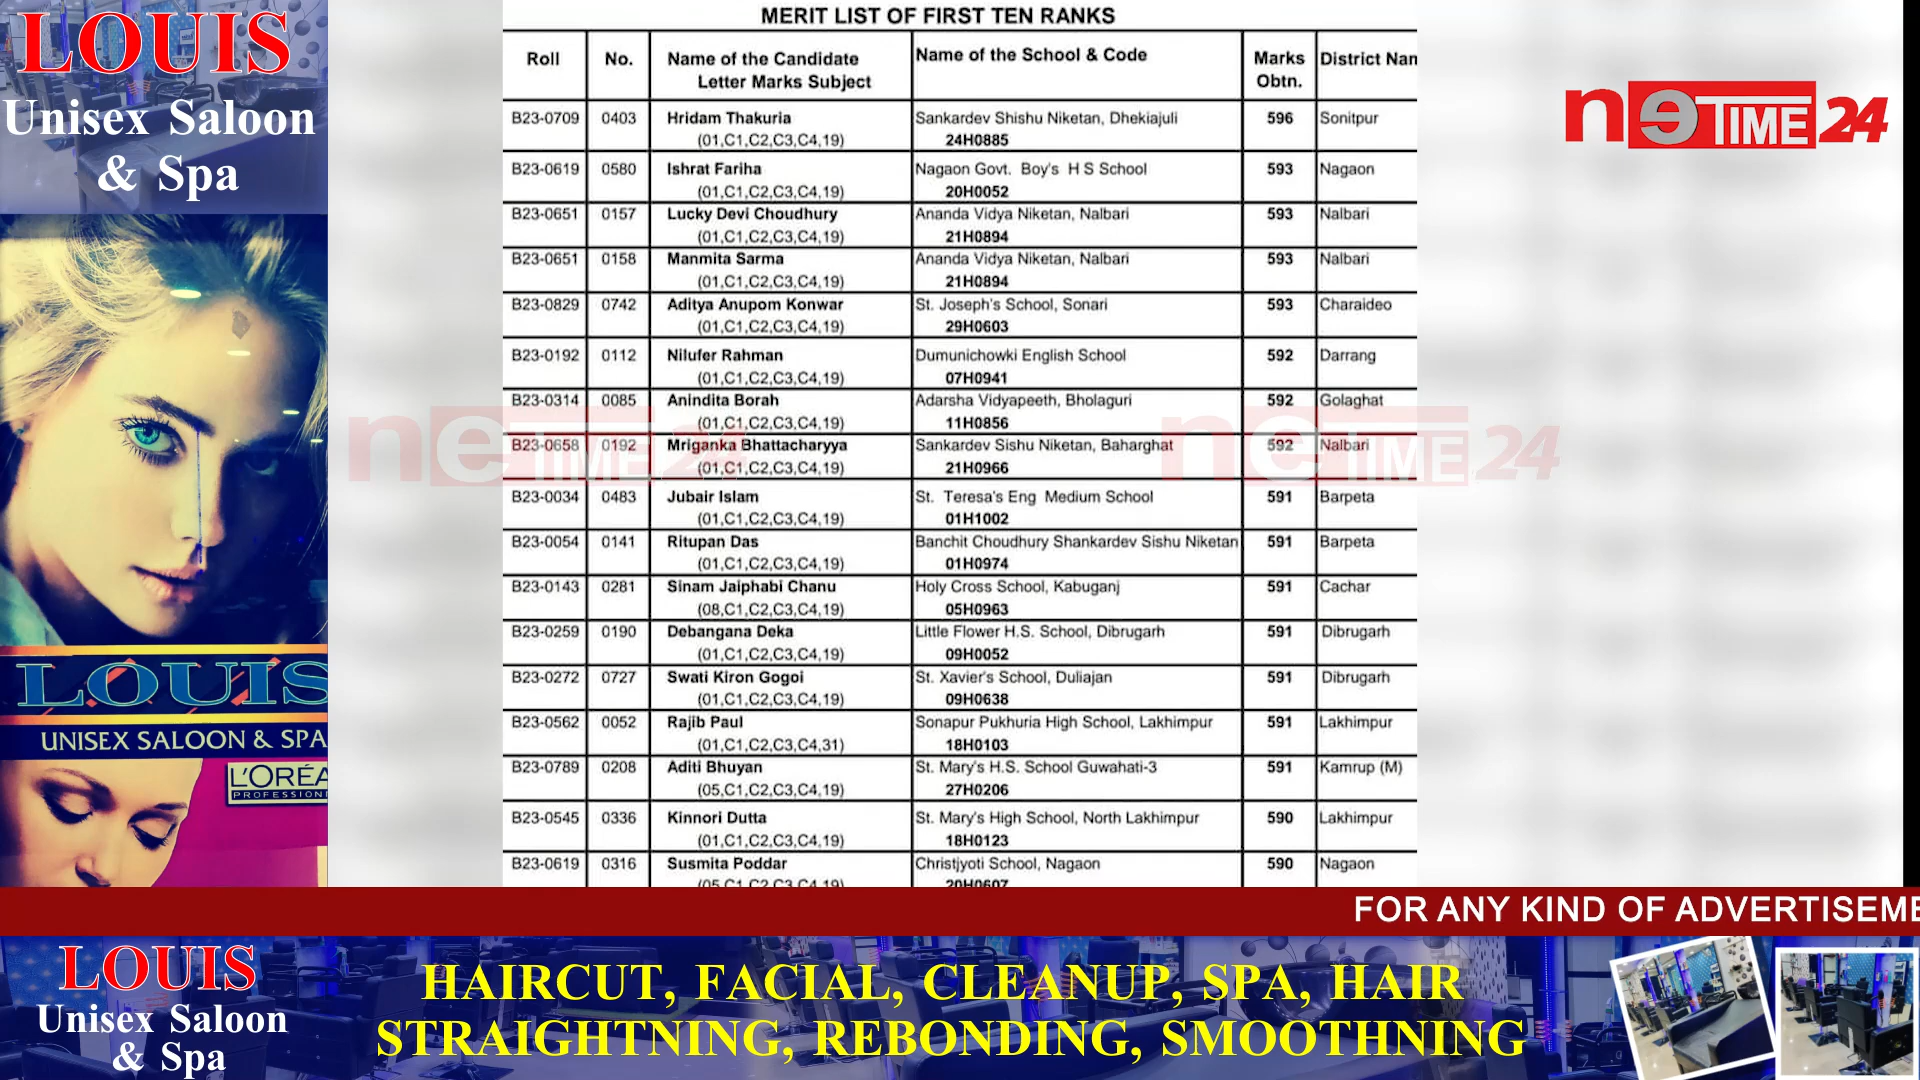 LOUIS
Unisex Saloon
& Spa
LOUIS
UNISEX SALOON & SPA
L'ORÉA
PROFESSION
MERIT LIST OF FIRST TEN RANKS
Roll No. Name of the Candidate Name of the School & Code Marks District Nan
Letter Marks Subject Obtn.
B23-0709 0403 Hridam Thakuria Sankardev Shishu Niketan, Dhekiajuli 596 Sonitpur
(01,C1,C2,C3,C4,19) 24H0885
B23-0619 0580 Ishrat Fariha Nagaon Govt. Boy's H S School 593 Nagaon
(01,C1,C2,C3,C4,19) 20H0052
B23-0651 0157 Lucky Devi Choudhury Ananda Vidya Niketan, Nalbari 593 Nalbari
(01,C1,C2,C3,C4,19) 21H0894
B23-0651 0158 Manmita Sarma Ananda Vidya Niketan, Nalbari 593 Nalbari
(01,C1,C2,C3,C4,19) 21H0894
B23-0829 0742 Aditya Anupom Konwar St. Joseph's School, Sonari 593 Charaideo
(01,C1,C2,C3,C4,19) 29H0603
B23-0192 0112 Nilufer Rahman Dumunichowki English School 592 Darrang
(01,C1,C2,C3,C4,19) 07H0941
B23-0314 0085 Anindita Borah Adarsha Vidyapeeth, Bholaguri 592 Golaghat
(01,C1,C2,C3,C4,19) 11H0856
B23-0658 0192 Mriganka Bhattacharyya Sankardev Sishu Niketan, Baharghat 592 Nalbari
(01,C1,C2,C3,C4,19) 21H0966
B23-0034 0483 Jubair Islam St. Teresa's Eng Medium School 591 Barpeta
(01,C1,C2,C3,C4,19) 01H1002
B23-0054 0141 Ritupan Das Banchit Choudhury Shankardev Sishu Niketan 591 Barpeta
(01,C1,C2,C3,C4,19) 01H0974
B23-0143 0281 Sinam Jaiphabi Chanu Holy Cross School, Kabuganj 591 Cachar
(08,C1,C2,C3,C4,19) 05H0963
B23-0259 0190 Debangana Deka Little Flower H.S. School, Dibrugarh 591 Dibrugarh
(01,C1,C2,C3,C4,19) 09H0052
B23-0272 0727 Swati Kiron Gogoi St. Xavier's School, Duliajan 591 Dibrugarh
(01,C1,C2,C3,C4,19) 09H0638
B23-0562 0052 Rajib Paul Sonapur Pukhuria High School, Lakhimpur 591 Lakhimpur
(01,C1,C2,C3,C4,31) 18H0103
B23-0789 0208 Aditi Bhuyan St. Mary's H.S. School Guwahati-3 591 Kamrup (M)
(05,C1,C2,C3,C4,19) 27H0206
B23-0545 0336 Kinnori Dutta St. Mary's High School, North Lakhimpur 590 Lakhimpur
(01,C1,C2,C3,C4,19) 18H0123
B23-0619 0316 Susmita Poddar Christjyoti School, Nagaon 590 Nagaon
(05,C1,C2,C3,C4,19) 20H0607
ne TIME 24
ne TIME 24
ne TIME 24
FOR ANY KIND OF ADVERTISEME
LOUIS
Unisex Saloon
& Spa
HAIRCUT, FACIAL, CLEANUP, SPA, HAIR
STRAIGHTNING, REBONDING, SMOOTHNING